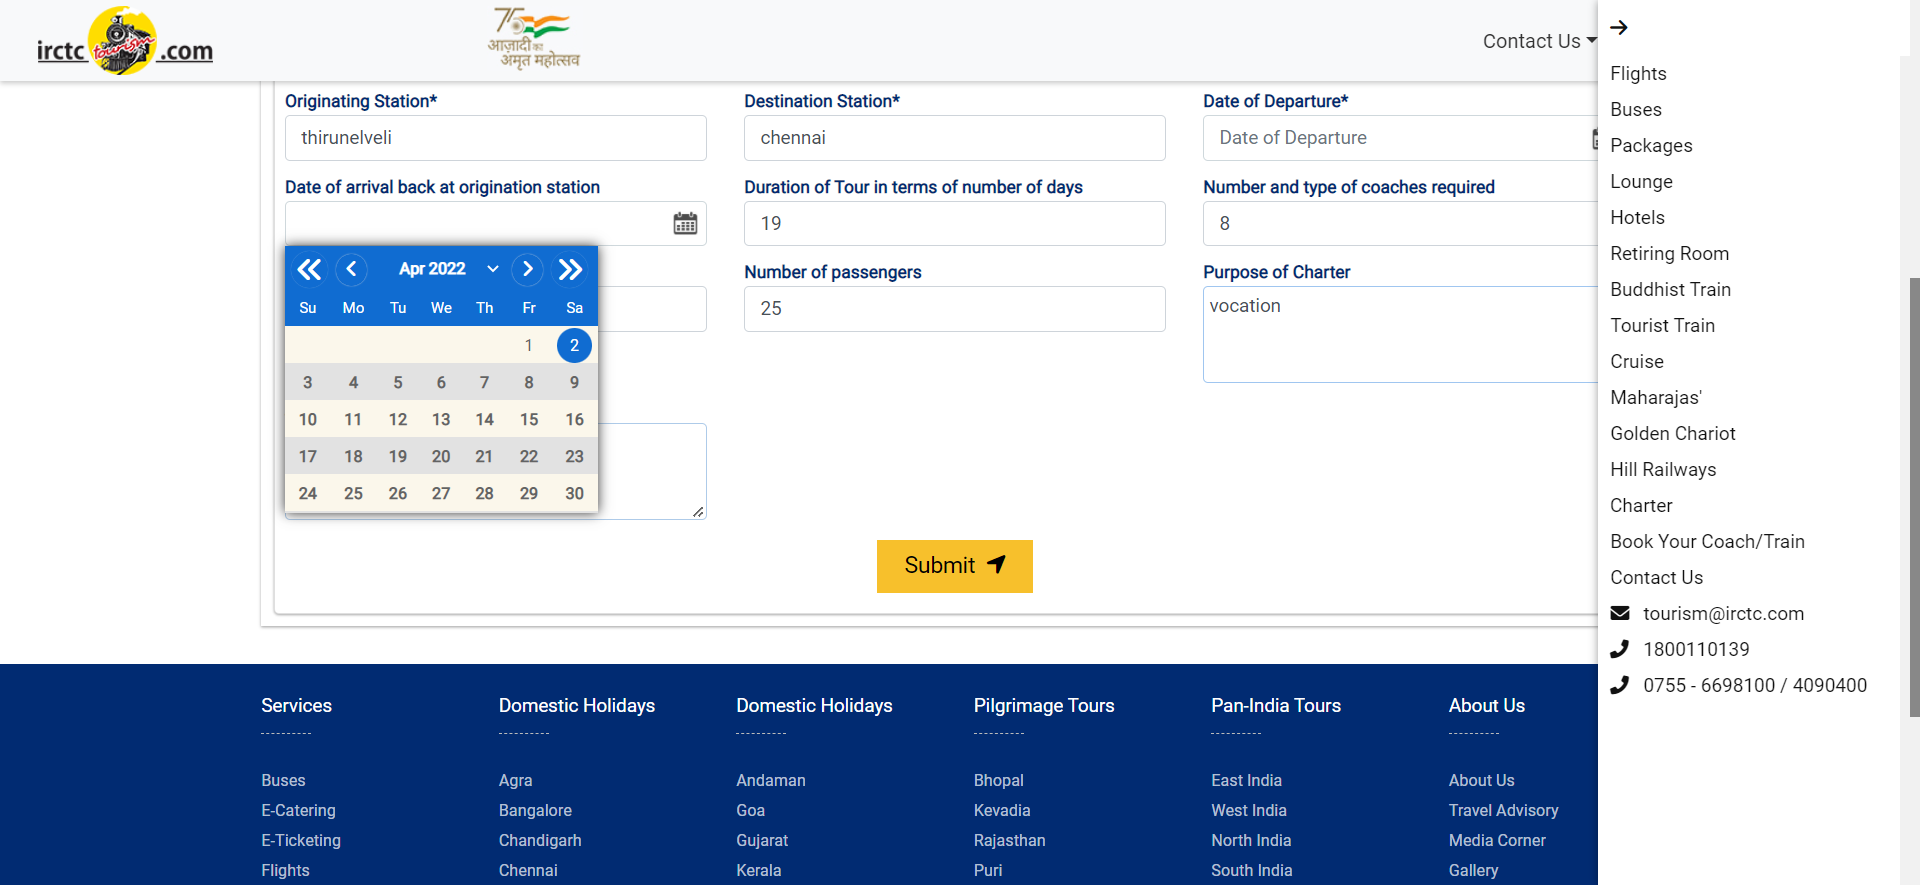 irctc tourism .com
75
आज़ादी का
अमृत महोत्सव
Contact Us
Originating Station*
Destination Station*
Date of Departure*
thirunelveli
chennai
Date of Departure
Date of arrival back at origination station
Duration of Tour in terms of number of days
Number and type of coaches required
19
8
Apr 2022
Su Mo Tu We Th Fr Sa
1 2
3 4 5 6 7 8 9
10 11 12 13 14 15 16
17 18 19 20 21 22 23
24 25 26 27 28 29 30
Number of passengers
Purpose of Charter
25
vocation
Submit
Flights
Buses
Packages
Lounge
Hotels
Retiring Room
Buddhist Train
Tourist Train
Cruise
Maharajas'
Golden Chariot
Hill Railways
Charter
Book Your Coach/Train
Contact Us
tourism@irctc.com
1800110139
0755 - 6698100 / 4090400
Services
Buses
E-Catering
E-Ticketing
Flights
Domestic Holidays
Agra
Bangalore
Chandigarh
Chennai
Domestic Holidays
Andaman
Goa
Gujarat
Kerala
Pilgrimage Tours
Bhopal
Kevadia
Rajasthan
Puri
Pan-India Tours
East India
West India
North India
South India
About Us
About Us
Travel Advisory
Media Corner
Gallery